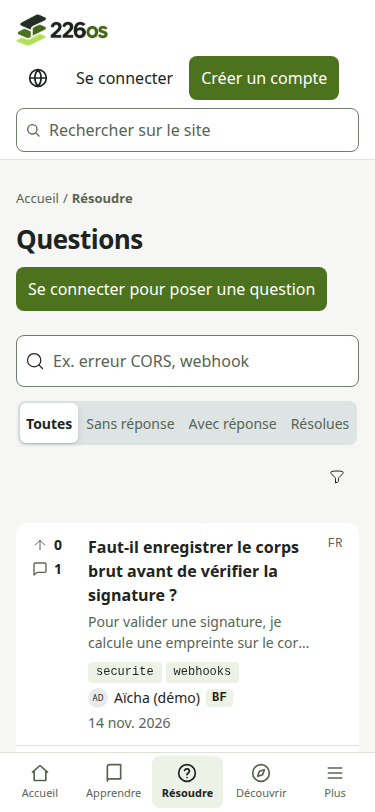 226os
Se connecter
Créer un compte
Rechercher sur le site
Accueil / Résoudre
Questions
Se connecter pour poser une question
Ex. erreur CORS, webhook
Toutes Sans réponse Avec réponse Résolues
0
1
Faut-il enregistrer le corps
brut avant de vérifier la
signature ?
FR
Pour valider une signature, je
calcule une empreinte sur le cor…
securite webhooks
AD Aïcha (démo) BF
14 nov. 2026
Accueil Apprendre Résoudre Découvrir Plus